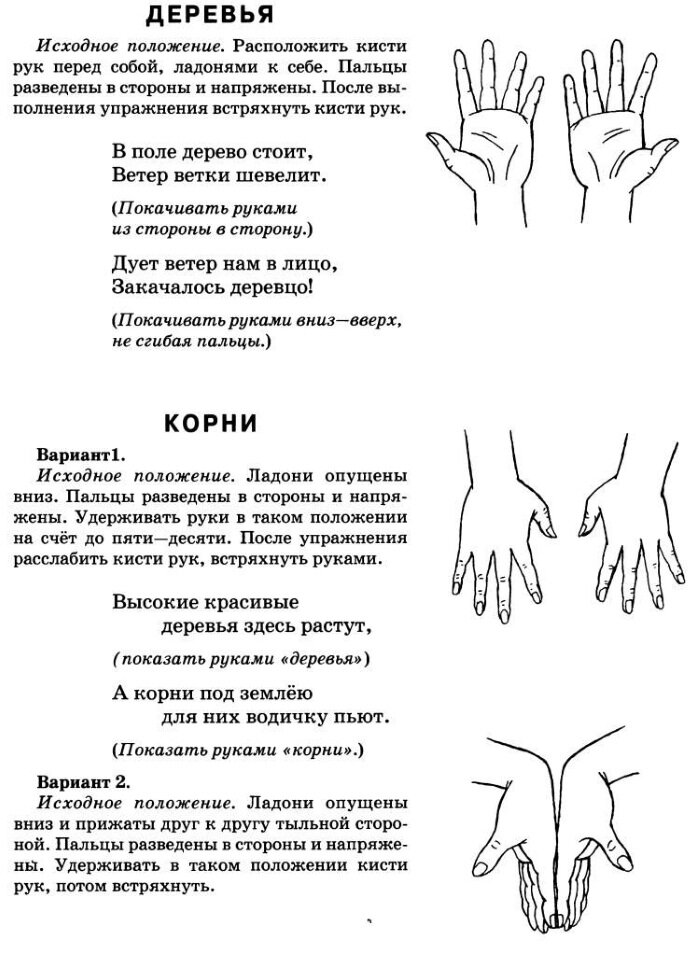 ДЕРЕВЬЯ
Исходное положение. Расположить кисти
рук перед собой, ладонями к себе. Пальцы
разведены в стороны и напряжены. После вы-
полнения упражнения встряхнуть кисти рук.
В поле дерево стоит,
Ветер ветки шевелит.
(Покачивать руками
из стороны в сторону.)
Дует ветер нам в лицо,
Закачалось деревцо!
(Покачивать руками вниз—вверх,
не сгибая пальцы.)
КОРНИ
Вариант1.
Исходное положение. Ладони опущены
вниз. Пальцы разведены в стороны и напря-
жены. Удерживать руки в таком положении
на счёт до пяти—десяти. После упражнения
расслабить кисти рук, встряхнуть руками.
Высокие красивые
деревья здесь растут,
(показать руками «деревья»)
А корни под землёю
для них водичку пьют.
(Показать руками «корни».)
Вариант 2.
Исходное положение. Ладони опущены
вниз и прижаты друг к другу тыльной сторо-
ной. Пальцы разведены в стороны и напряже-
ны. Удерживать в таком положении кисти
рук, потом встряхнуть.